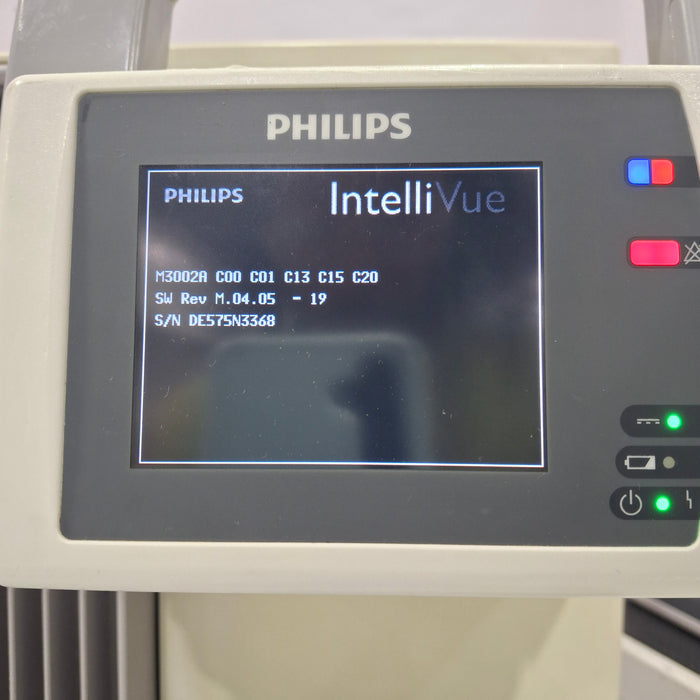 PHILIPS
PHILIPS IntelliVue
M3002A C00 C01 C13 C15 C20
SW Rev M.04.05 - 19
S/N DE575N3368